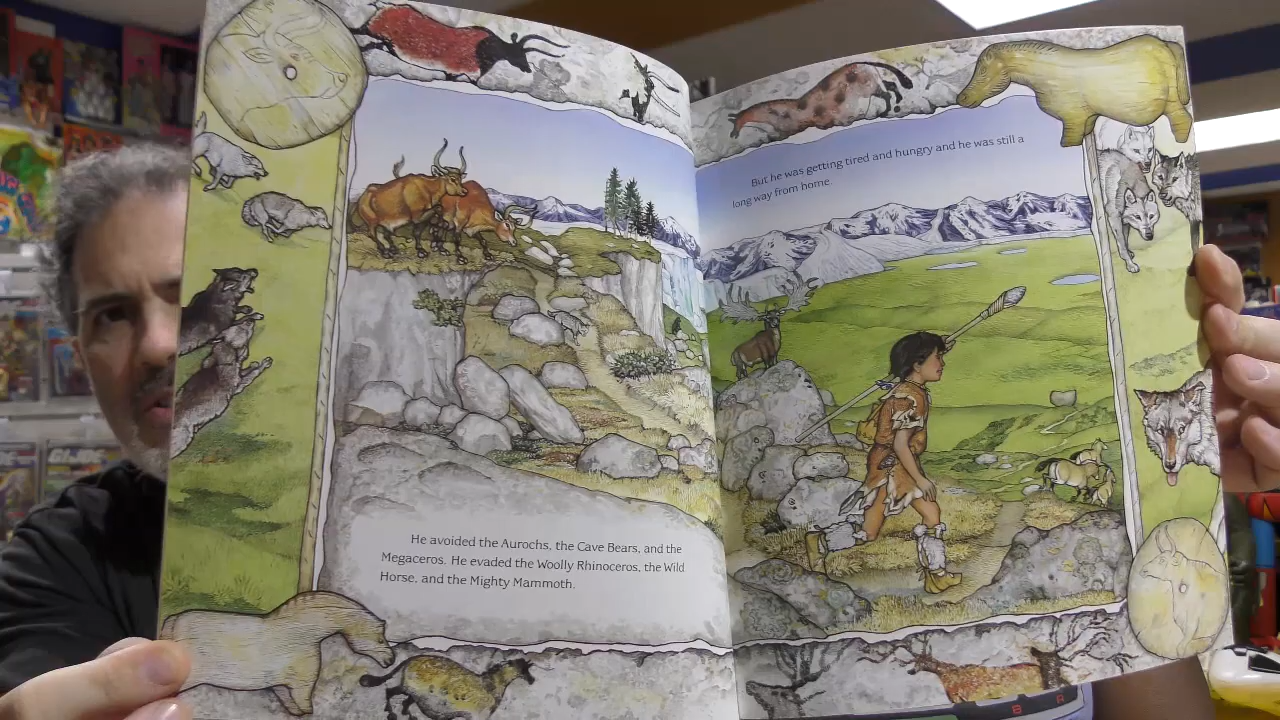 He avoided the Aurochs, the Cave Bears, and the
Megaceros. He evaded the Woolly Rhinoceros, the Wild
Horse, and the Mighty Mammoth.
But he was getting tired and hungry and he was still a
long way from home.
B A